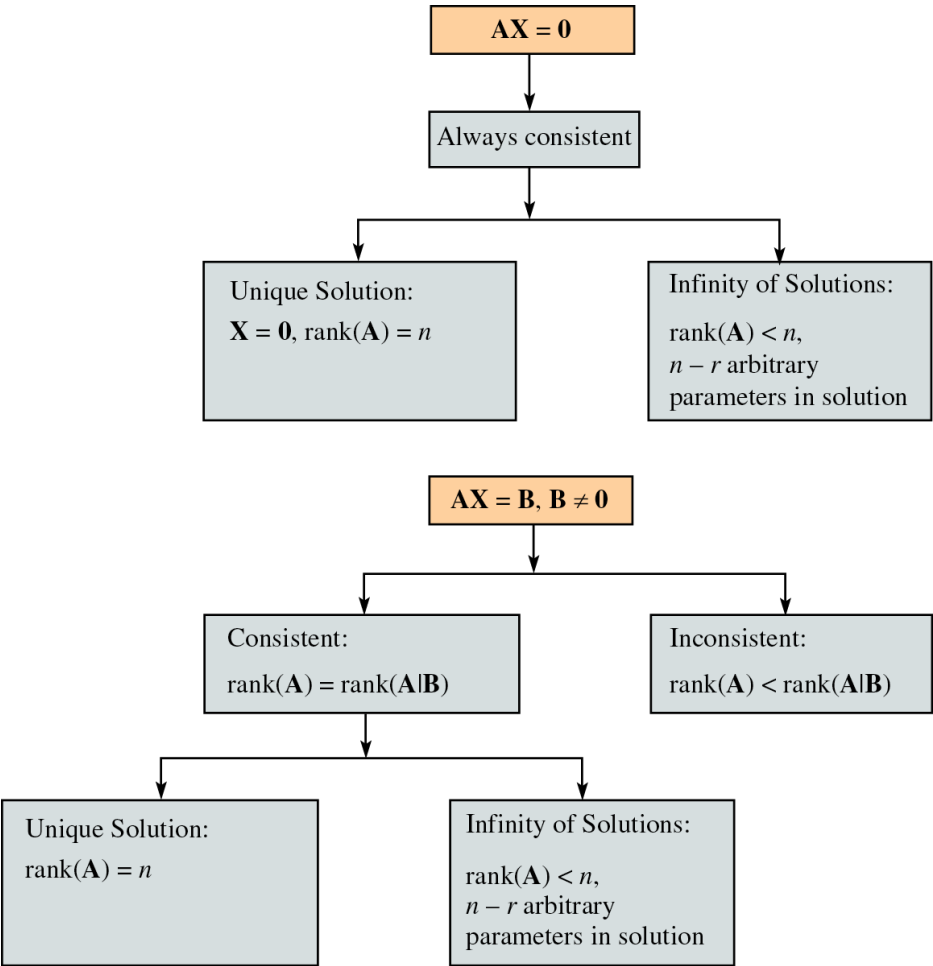 AX = 0
Always consistent
Unique Solution:
X = 0, rank(A) = n
Infinity of Solutions:
rank(A) < n,
n – r arbitrary
parameters in solution
AX = B, B ≠ 0
Consistent:
rank(A) = rank(A|B)
Inconsistent:
rank(A) < rank(A|B)
Unique Solution:
rank(A) = n
Infinity of Solutions:
rank(A) < n,
n – r arbitrary
parameters in solution